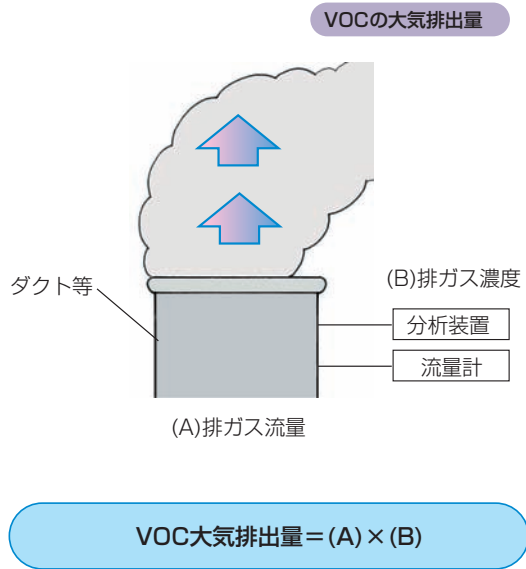 VOCの大気排出量
ダクト等
(B)排ガス濃度
分析装置
流量計
(A)排ガス流量
VOC大気排出量＝(A)×(B)